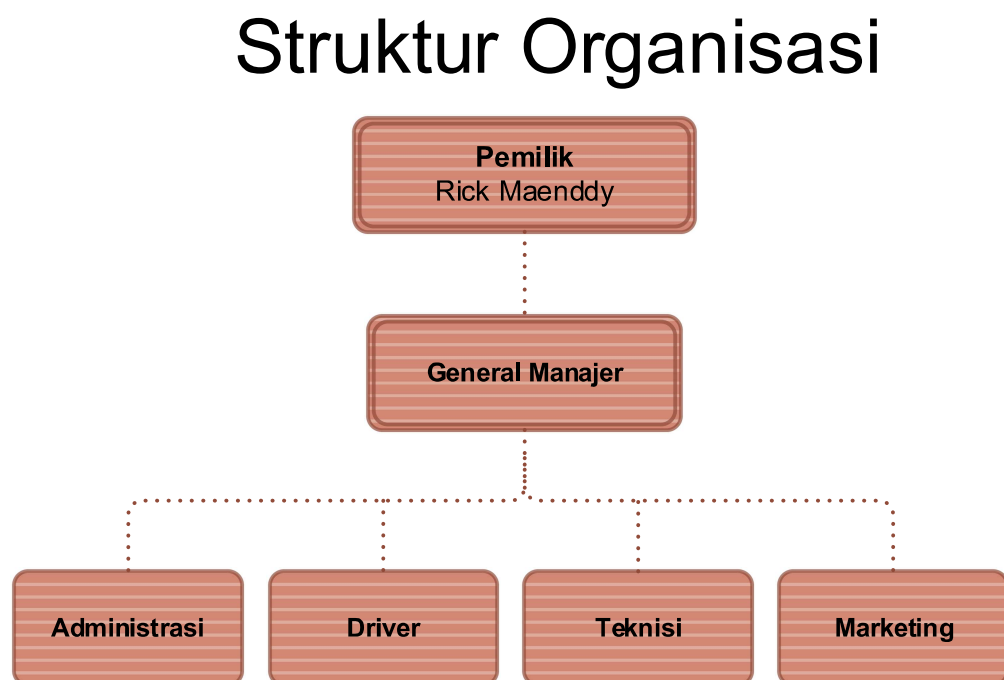 Struktur Organisasi
Pemilik
Rick Maenddy
General Manajer
Administrasi
Driver
Teknisi
Marketing